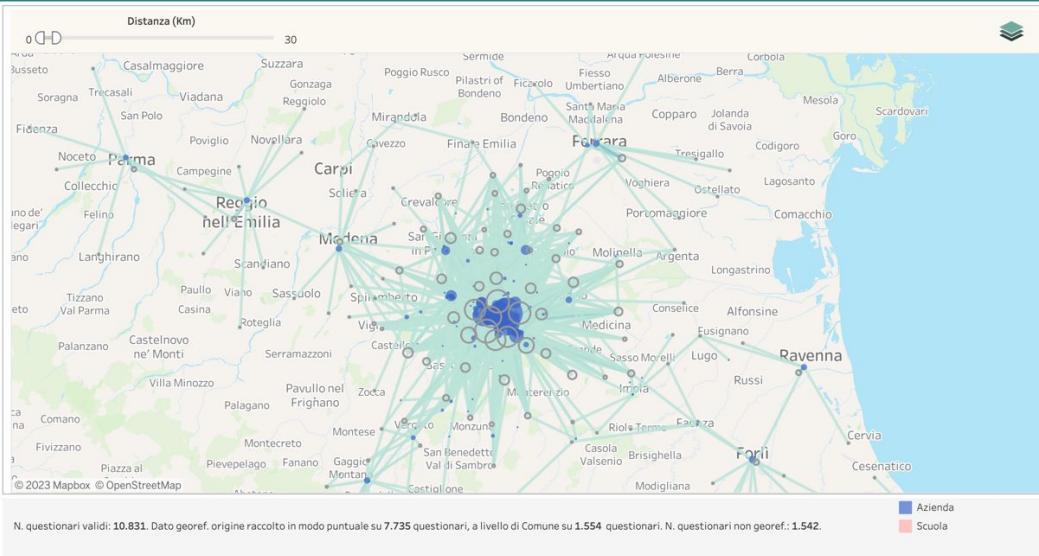 Distanza (Km)
0
30
Sermide
Corbola
Casalmaggiore
Suzzara
Poggio Rusco
Pilastri di
Bondeno
Ficarolo
Fiesso
Umbertiano
Alberone
Berra
Busseto
Trecasali
Gonzaga
Reggiolo
Soragna
Viadana
Mesola
Scardovari
San Polo
Mirandola
Bondeno
Santa Maria
Maddalena
Copparo
Jolanda
di Savoia
Goro
Fidenza
Poviglio
Novellara
Cavezzo
Finale Emilia
Ferrara
Codigoro
Noceto
Parma
Carpi
Tresigallo
Campegine
Poggio
Renatico
Lagosanto
Collecchio
Soliera
Crevalcore
Voghiera
Ostellato
Reggio
nell'Emilia
Felino
Portomaggiore
Comacchio
Modena
Langhirano
Scandiano
Molinella
Argenta
Longastrino
Tizzano
Val Parma
Paullo
Viano
Sassuolo
Spilamberto
Conselice
Alfonsine
Roteglia
Medicina
Fusignano
Palanzano
Castelnovo
ne' Monti
Serramazzoni
Sasso Morelli
Lugo
Ravenna
Villa Minozzo
Pavullo nel
Frignano
Zocca
Monterenzio
Imola
Russi
Palagano
Comano
Montese
Vergato
Monzuno
Riolo Terme
Faenza
Cervia
Fivizzano
Montecreto
San Benedetto
Val di Sambro
Casola
Valsenio
Brisighella
Forlì
Piazza al
Pievepelago
Fanano
Gaggio
Montan
Cesenatico
Castiglione
Modigliana
© 2023 Mapbox © OpenStreetMap
Azienda
N. questionari validi: 10.831. Dato georef. origine raccolto in modo puntuale su 7.735 questionari, a livello di Comune su 1.554 questionari. N. questionari non georef.: 1.542.
Scuola